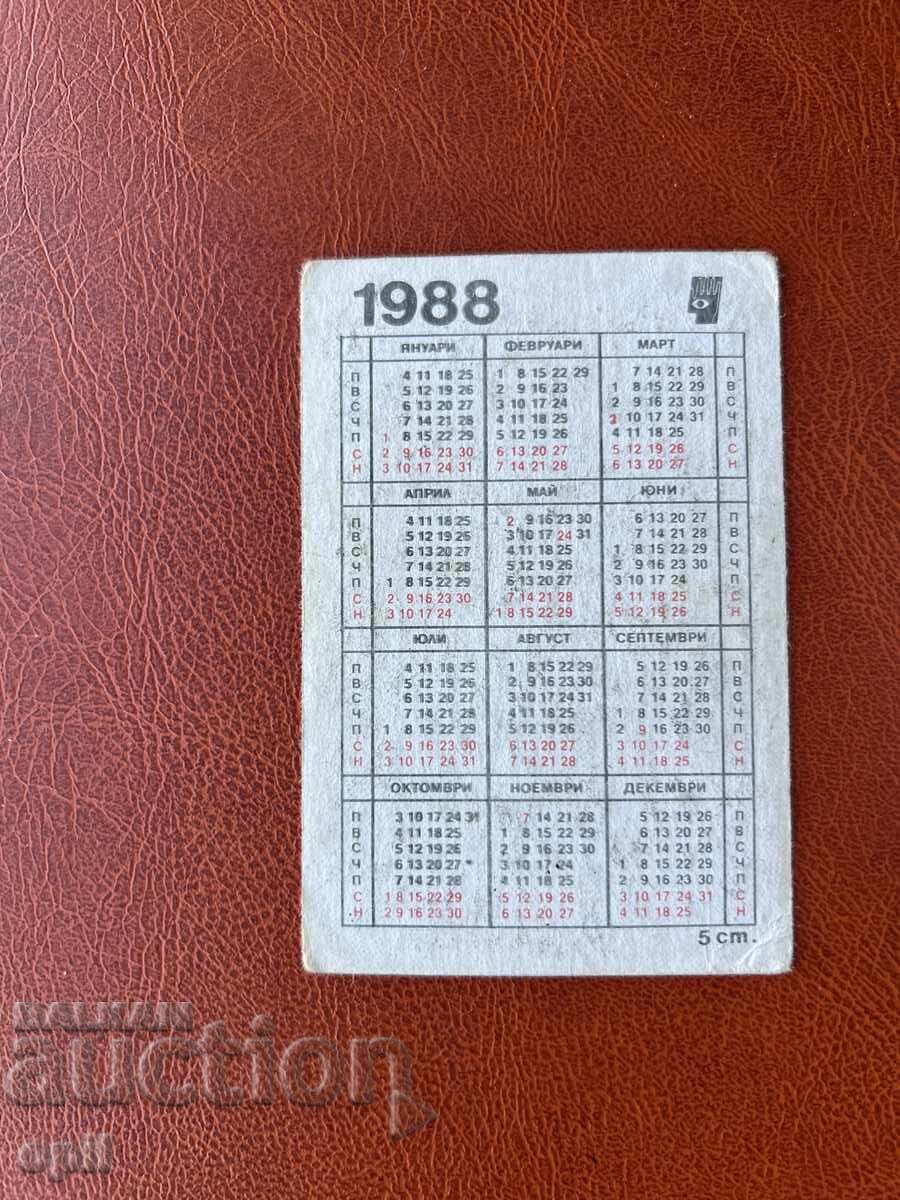 1988
ЯНУАРИ ФЕВРУАРИ МАРТ
П 4 11 18 25 1 8 15 22 29 7 14 21 28 П
В 5 12 19 26 2 9 16 23 1 8 15 22 29 В
С 6 13 20 27 3 10 17 24 2 9 16 23 30 С
Ч 7 14 21 28 4 11 18 25 3 10 17 24 31 Ч
П 1 8 15 22 29 5 12 19 26 4 11 18 25 П
С 2 9 16 23 30 6 13 20 27 5 12 19 26 С
Н 3 10 17 24 31 7 14 21 28 6 13 20 27 Н
АПРИЛ МАЙ ЮНИ
П 4 11 18 25 2 9 16 23 30 6 13 20 27 П
В 5 12 19 26 3 10 17 24 31 7 14 21 28 В
С 6 13 20 27 4 11 18 25 1 8 15 22 29 С
Ч 7 14 21 28 5 12 19 26 2 9 16 23 30 Ч
П 1 8 15 22 29 6 13 20 27 3 10 17 24 П
С 2 9 16 23 30 7 14 21 28 4 11 18 25 С
Н 3 10 17 24 1 8 15 22 29 5 12 19 26 Н
ЮЛИ АВГУСТ СЕПТЕМВРИ
П 4 11 18 25 1 8 15 22 29 5 12 19 26 П
В 5 12 19 26 2 9 16 23 30 6 13 20 27 В
С 6 13 20 27 3 10 17 24 31 7 14 21 28 С
Ч 7 14 21 28 4 11 18 25 1 8 15 22 29 Ч
П 1 8 15 22 29 5 12 19 26 2 9 16 23 30 П
С 2 9 16 23 30 6 13 20 27 3 10 17 24 С
Н 3 10 17 24 31 7 14 21 28 4 11 18 25 Н
ОКТОМВРИ НОЕМВРИ ДЕКЕМВРИ
П 3 10 17 24 31 7 14 21 28 5 12 19 26 П
В 4 11 18 25 1 8 15 22 29 6 13 20 27 В
С 5 12 19 26 2 9 16 23 30 7 14 21 28 С
Ч 6 13 20 27 3 10 17 24 1 8 15 22 29 Ч
П 7 14 21 28 4 11 18 25 2 9 16 23 30 П
С 1 8 15 22 29 5 12 19 26 3 10 17 24 31 С
Н 2 9 16 23 30 6 13 20 27 4 11 18 25 Н
5 cm.
BALKAN
auction
apll